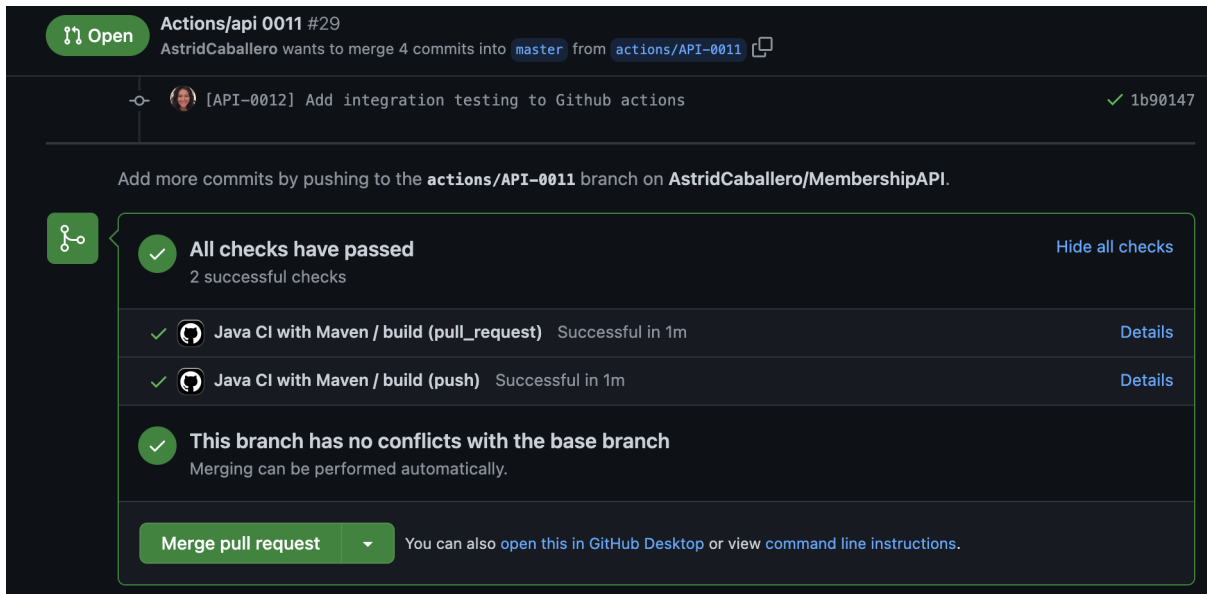 Open
Actions/api 0011 #29
AstridCaballero wants to merge 4 commits into master from actions/API-0011
[API-0012] Add integration testing to Github actions
1b90147
Add more commits by pushing to the actions/API-0011 branch on AstridCaballero/MembershipAPI.
All checks have passed
Hide all checks
2 successful checks
Java CI with Maven / build (pull_request) Successful in 1m
Details
Java CI with Maven / build (push) Successful in 1m
Details
This branch has no conflicts with the base branch
Merging can be performed automatically.
Merge pull request
You can also open this in GitHub Desktop or view command line instructions.